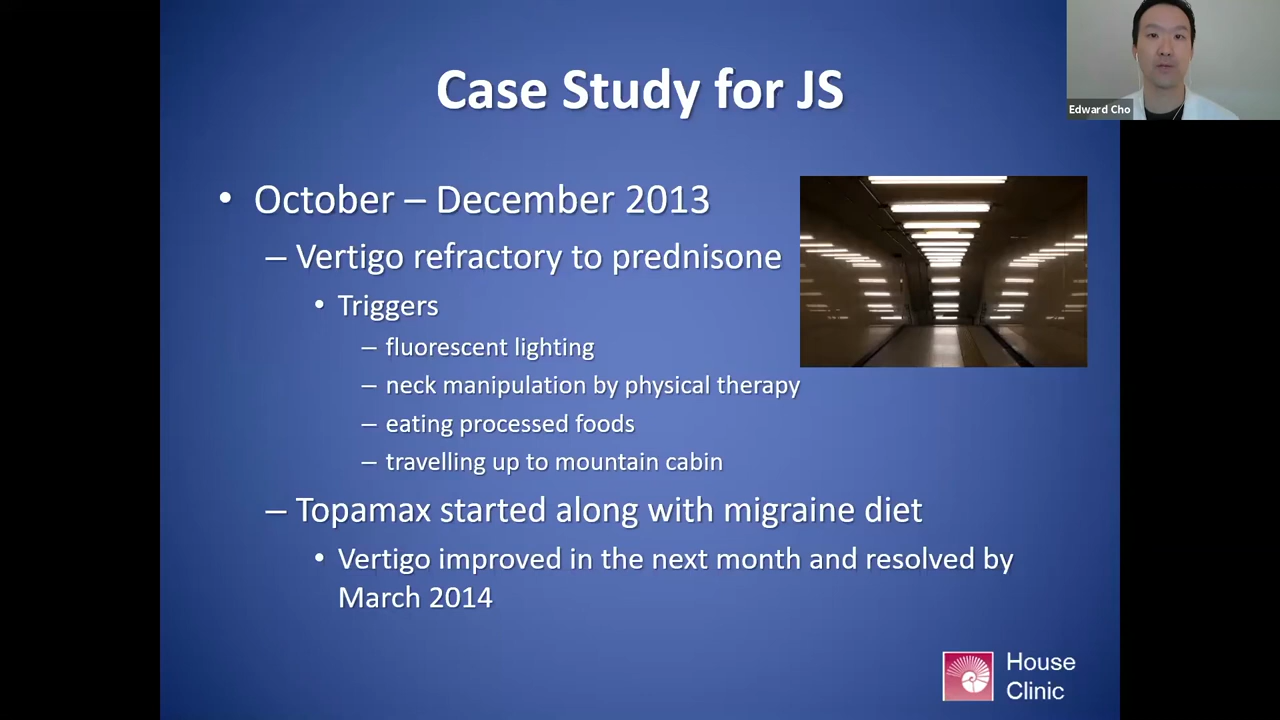 Case Study for JS
Edward Cho
• October – December 2013
– Vertigo refractory to prednisone
• Triggers
– fluorescent lighting
– neck manipulation by physical therapy
– eating processed foods
– travelling up to mountain cabin
– Topamax started along with migraine diet
• Vertigo improved in the next month and resolved by
March 2014
House
Clinic